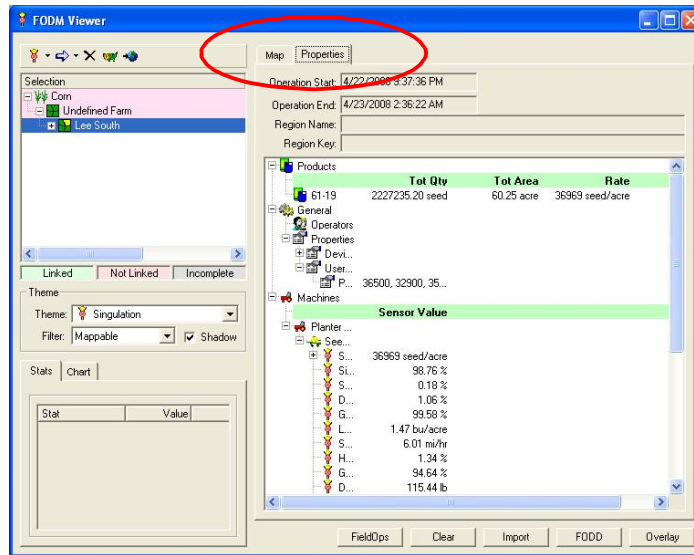 FODM Viewer
Map Properties
Selection
Corn
Undefined Farm
Lee South
Linked Not Linked Incomplete
Theme
Theme: Singulation
Filter: Mappable Shadow
Stats Chart
Stat Value
Operation Start: 4/22/2008 9:37:36 PM
Operation End: 4/23/2008 2:36:22 AM
Region Name:
Region Key:
Products
Tot Qty Tot Area Rate
61-19 2227235.20 seed 60.25 acre 36969 seed/acre
General
Operators
Properties
Devi...
User...
P... 36500, 32900, 35...
Machines
Sensor Value
Planter ...
See...
S... 36969 seed/acre
Si... 98.76 %
S... 0.18 %
D... 1.06 %
G... 99.58 %
L... 1.47 bu/acre
S... 6.01 mi/hr
H... 1.34 %
G... 94.64 %
D... 115.44 lb
FieldOps Clear Import FODD Overlay